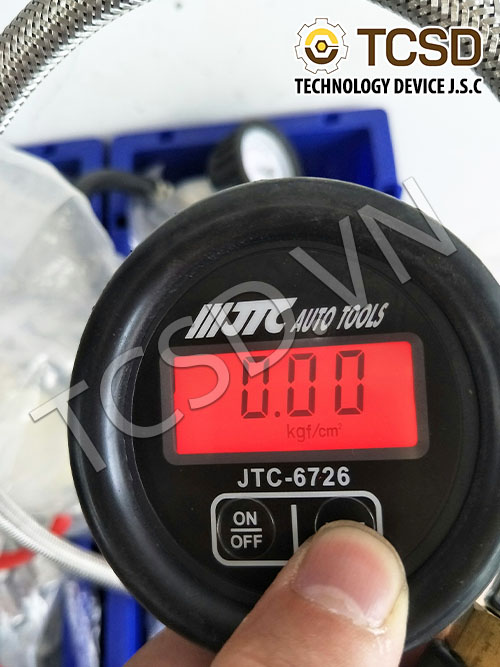 TCSD
TECHNOLOGY DEVICE J.S.C
JTC AUTO TOOLS
0.00
kgf/cm²
JTC-6726
ON
OFF
TCSD.VN